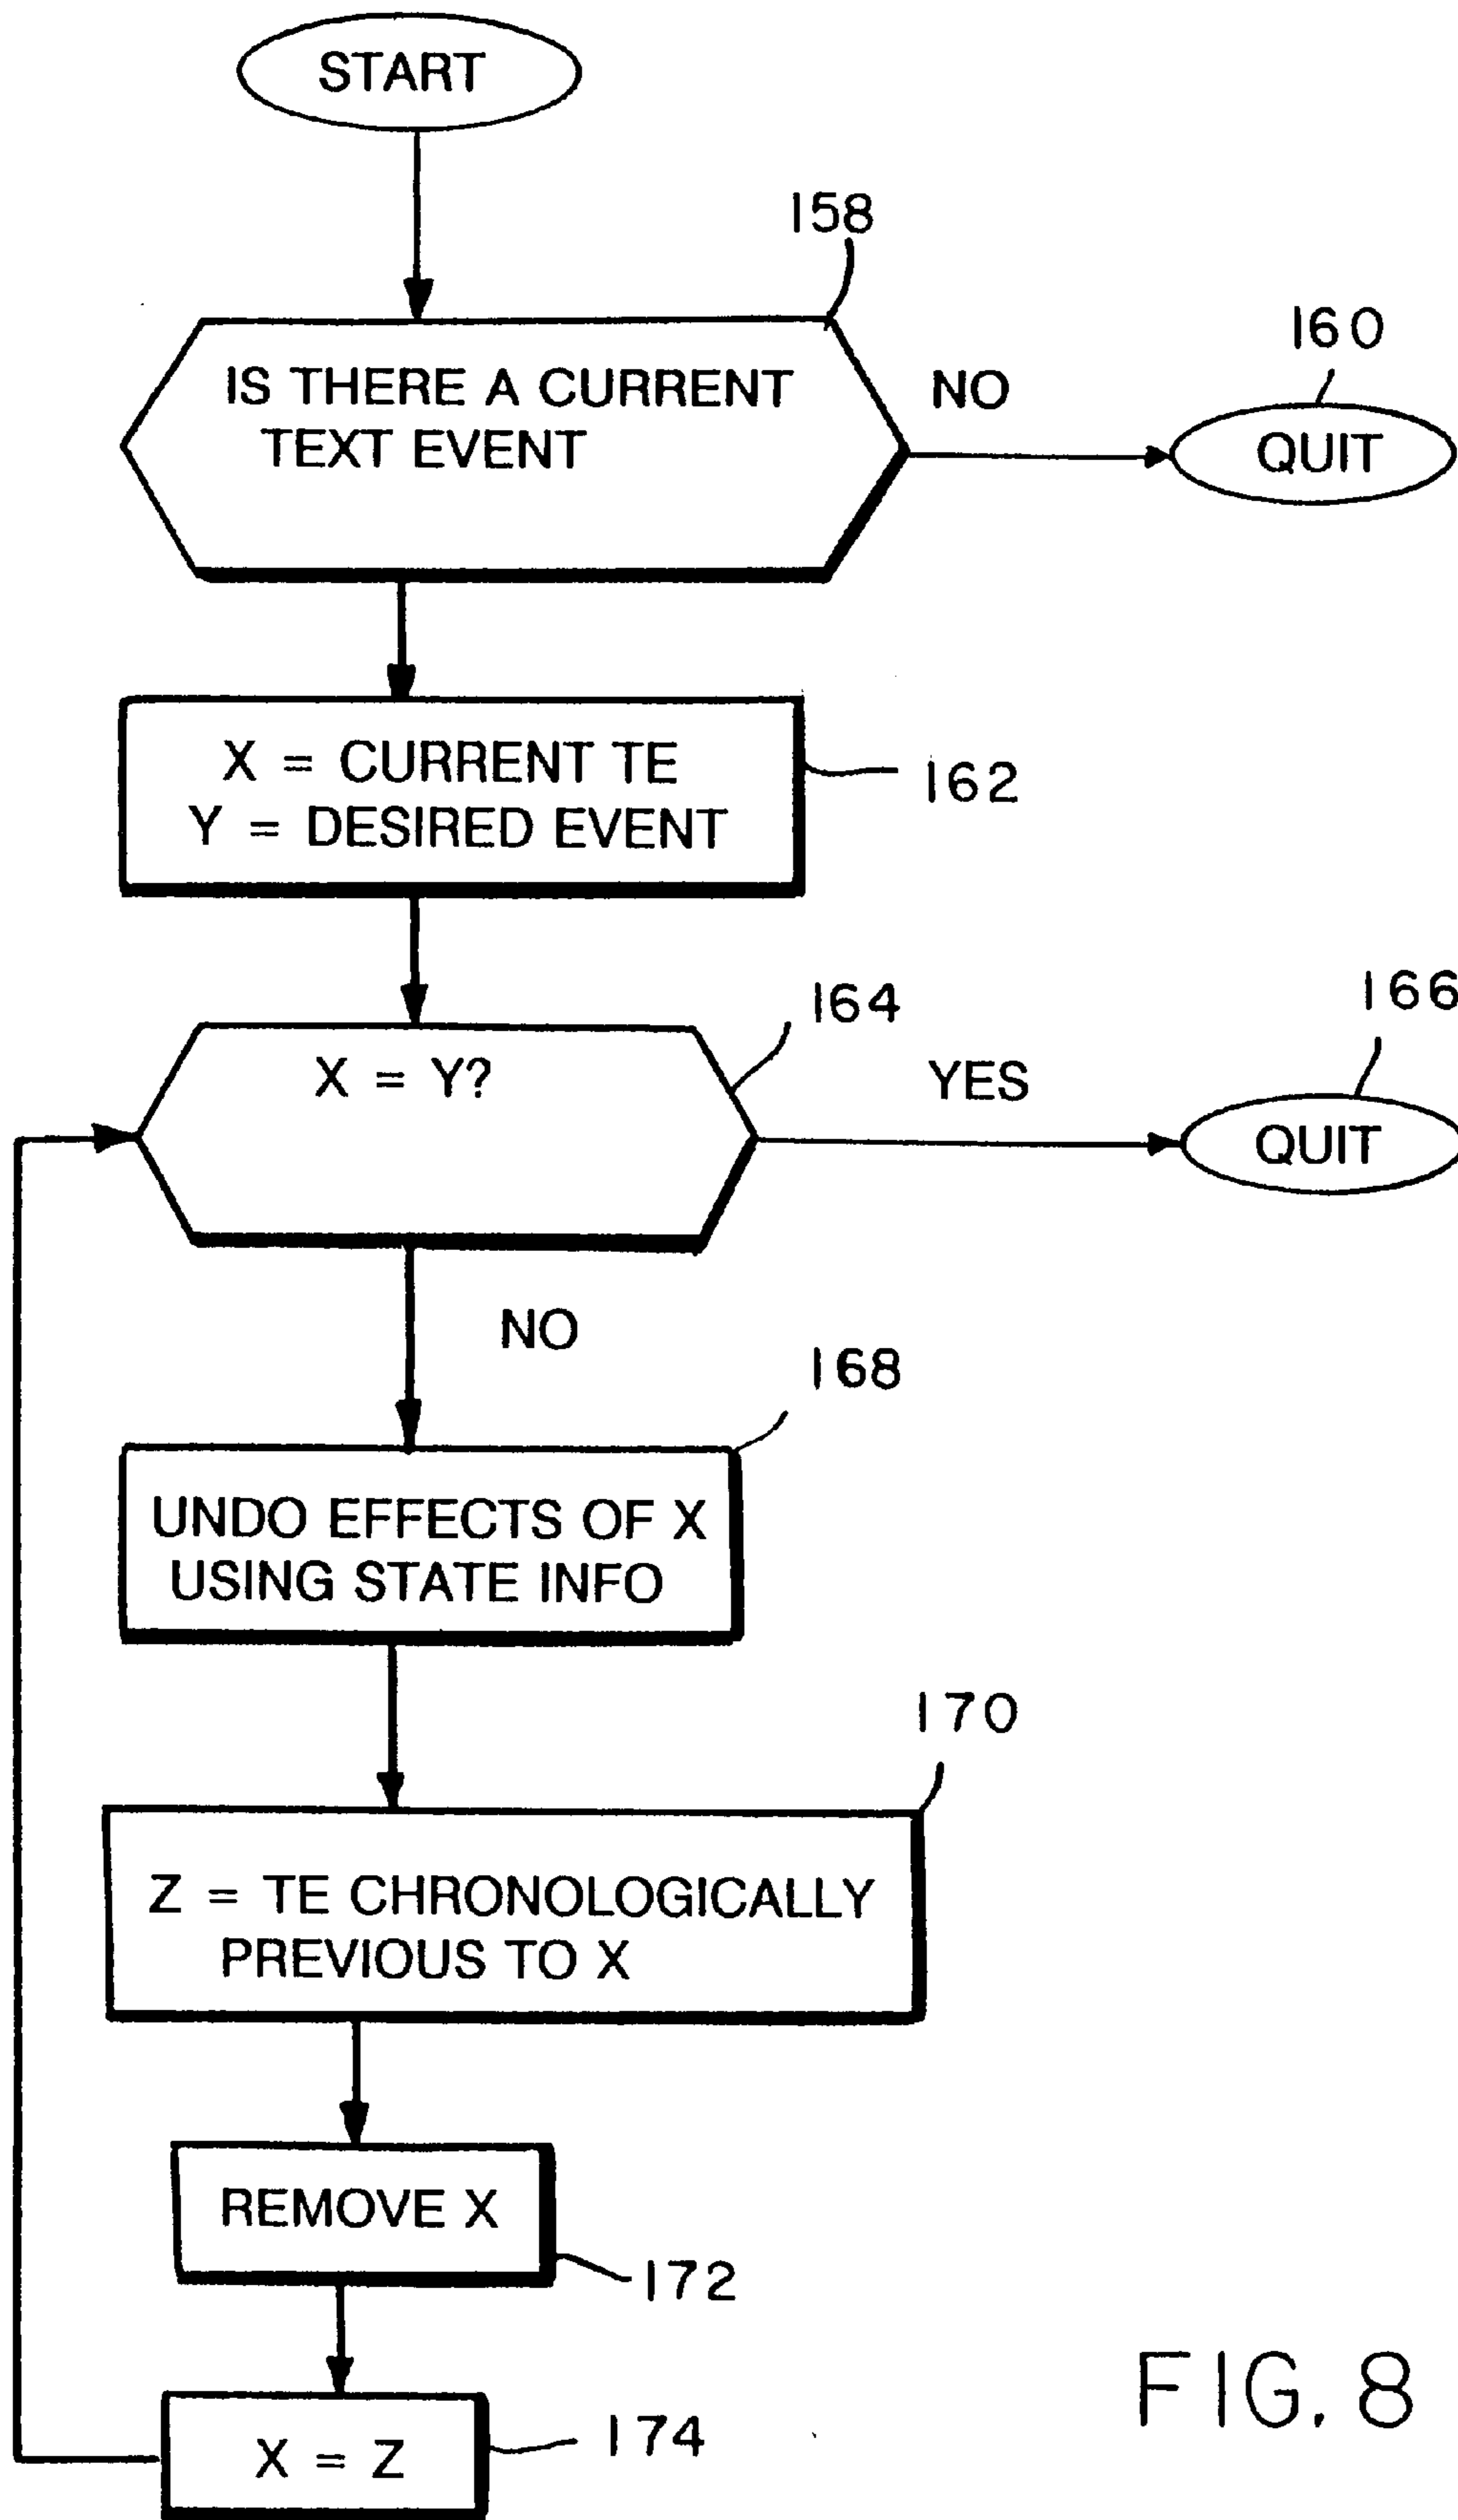 START
158
IS THERE A CURRENT
TEXT EVENT
NO
160
QUIT
X = CURRENT TE
Y = DESIRED EVENT
162
164
X = Y?
YES
166
QUIT
NO
168
UNDO EFFECTS OF X
USING STATE INFO
170
Z = TE CHRONOLOGICALLY
PREVIOUS TO X
REMOVE X
172
X = Z
174
FIG. 8